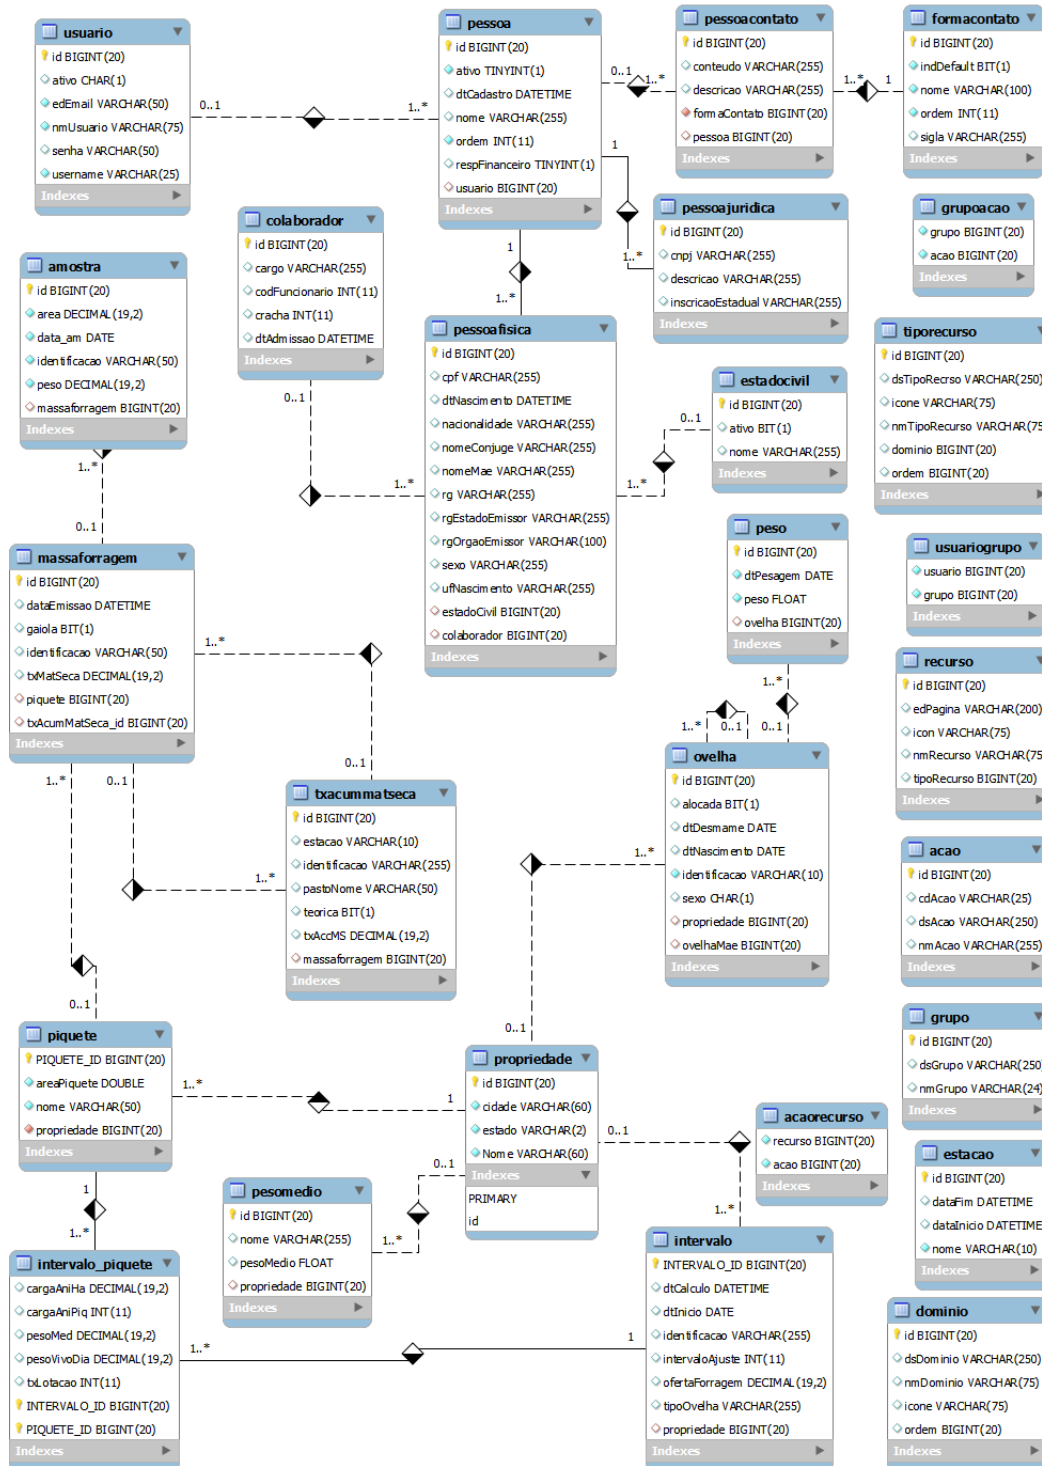 usuario
id BIGINT(20)
ativo CHAR(1)
edEmail VARCHAR(50)
nmUsuario VARCHAR(75)
senha VARCHAR(50)
username VARCHAR(25)
Indexes
0..1
1..*
pessoa
id BIGINT(20)
ativo TINYINT(1)
dtCadastro DATETIME
nome VARCHAR(255)
ordem INT(11)
respFinanceiro TINYINT(1)
usuario BIGINT(20)
Indexes
0..1
1..*
pessoacontato
id BIGINT(20)
conteudo VARCHAR(255)
descricao VARCHAR(255)
formaContato BIGINT(20)
pessoa BIGINT(20)
Indexes
1..*
1
formacontato
id BIGINT(20)
indDefault BIT(1)
nome VARCHAR(100)
ordem INT(11)
sigla VARCHAR(255)
Indexes
1
1..*
pessoajuridica
id BIGINT(20)
cnpj VARCHAR(255)
descricao VARCHAR(255)
inscricaoEstadual VARCHAR(255)
Indexes
grupoacao
grupo BIGINT(20)
acao BIGINT(20)
Indexes
colaborador
id BIGINT(20)
cargo VARCHAR(255)
codFuncionario INT(11)
cracha INT(11)
dtAdmissao DATETIME
Indexes
0..1
1..*
1
1..*
amostra
id BIGINT(20)
area DECIMAL(19,2)
data_am DATE
identificacao VARCHAR(50)
peso DECIMAL(19,2)
massaforragem BIGINT(20)
Indexes
1..*
0..1
pessoafisica
id BIGINT(20)
cpf VARCHAR(255)
dtNascimento DATETIME
nacionalidade VARCHAR(255)
nomeConjuge VARCHAR(255)
nomeMae VARCHAR(255)
rg VARCHAR(255)
rgEstadoEmissor VARCHAR(255)
rgOrgaoEmissor VARCHAR(100)
sexo VARCHAR(255)
ufNascimento VARCHAR(255)
estadoCivil BIGINT(20)
colaborador BIGINT(20)
Indexes
1..*
0..1
estadocivil
id BIGINT(20)
ativo BIT(1)
nome VARCHAR(255)
Indexes
tiporecurso
id BIGINT(20)
dsTipoRecrso VARCHAR(250)
icone VARCHAR(75)
nmTipoRecurso VARCHAR(75
dominio BIGINT(20)
ordem BIGINT(20)
Indexes
massaforragem
id BIGINT(20)
dataEmissao DATETIME
gaiola BIT(1)
identificacao VARCHAR(50)
txMatSeca DECIMAL(19,2)
piquete BIGINT(20)
txAcumMatSeca_id BIGINT(20)
Indexes
1..*
0..1
1..*
0..1
1..*
0..1
peso
id BIGINT(20)
dtPesagem DATE
peso FLOAT
ovelha BIGINT(20)
Indexes
1..*
0..1
1..*
0..1
usuariogrupo
usuario BIGINT(20)
grupo BIGINT(20)
Indexes
recurso
id BIGINT(20)
edPagina VARCHAR(200)
icon VARCHAR(75)
nmRecurso VARCHAR(75
tipoRecurso BIGINT(20)
Indexes
txacummatseca
id BIGINT(20)
estacao VARCHAR(10)
identificacao VARCHAR(255)
pastoNome VARCHAR(50)
teorica BIT(1)
txAccMS DECIMAL(19,2)
massaforragem BIGINT(20)
Indexes
ovelha
id BIGINT(20)
alocada BIT(1)
dtDesmame DATE
dtNascimento DATE
identificacao VARCHAR(10)
sexo CHAR(1)
propriedade BIGINT(20)
ovelhaMae BIGINT(20)
Indexes
1..*
0..1
acao
id BIGINT(20)
cdAcao VARCHAR(25)
dsAcao VARCHAR(250)
nmAcao VARCHAR(255)
Indexes
piquete
PIQUETE_ID BIGINT(20)
areaPiquete DOUBLE
nome VARCHAR(50)
propriedade BIGINT(20)
Indexes
1..*
1
1
1..*
propriedade
id BIGINT(20)
cidade VARCHAR(60)
estado VARCHAR(2)
Nome VARCHAR(60)
Indexes
PRIMARY
id
0..1
1..*
0..1
1..*
grupo
id BIGINT(20)
dsGrupo VARCHAR(250)
nmGrupo VARCHAR(24)
Indexes
acaorecurso
recurso BIGINT(20)
acao BIGINT(20)
Indexes
estacao
id BIGINT(20)
dataFim DATETIME
dataInicio DATETIME
nome VARCHAR(10)
Indexes
pesomedio
id BIGINT(20)
nome VARCHAR(255)
pesoMedio FLOAT
propriedade BIGINT(20)
Indexes
intervalo_piquete
cargaAniHa DECIMAL(19,2)
cargaAniPiq INT(11)
pesoMed DECIMAL(19,2)
pesoVivoDia DECIMAL(19,2)
txLotacao INT(11)
INTERVALO_ID BIGINT(20)
PIQUETE_ID BIGINT(20)
Indexes
1..*
1
intervalo
INTERVALO_ID BIGINT(20)
dtCalculo DATETIME
dtInicio DATE
identificacao VARCHAR(255)
intervaloAjuste INT(11)
ofertaForragem DECIMAL(19,2)
tipoOvelha VARCHAR(255)
propriedade BIGINT(20)
Indexes
dominio
id BIGINT(20)
dsDominio VARCHAR(250)
nmDominio VARCHAR(75)
icone VARCHAR(75)
ordem BIGINT(20)
Indexes